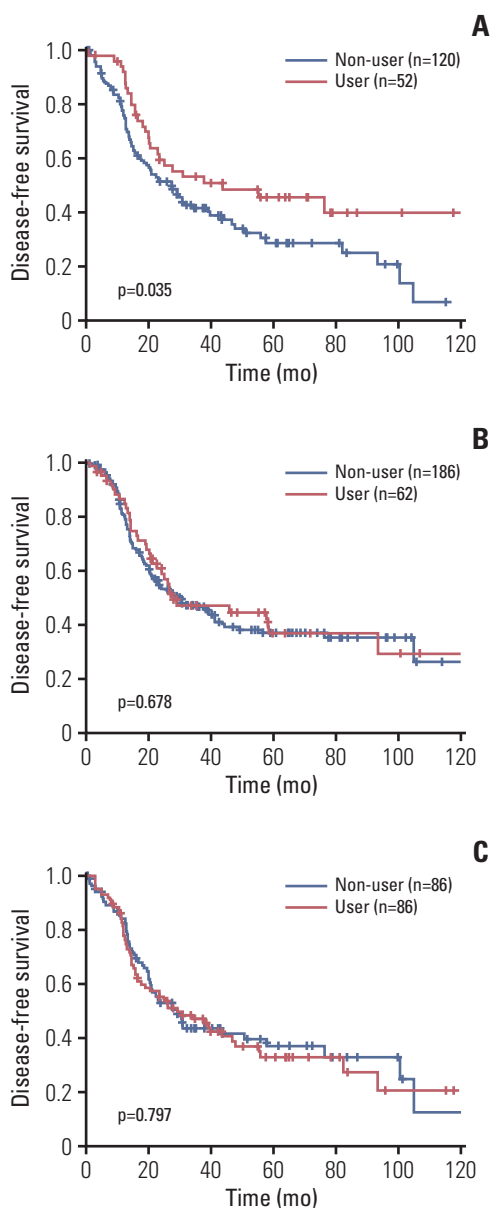 A
1.0
0.8
0.6
0.4
0.2
0
Disease-free survival
Non-user (n=120)
User (n=52)
p=0.035
0 20 40 60 80 100 120
Time (mo)
B
1.0
0.8
0.6
0.4
0.2
0
Disease-free survival
Non-user (n=186)
User (n=62)
p=0.678
0 20 40 60 80 100 120
Time (mo)
C
1.0
0.8
0.6
0.4
0.2
0
Disease-free survival
Non-user (n=86)
User (n=86)
p=0.797
0 20 40 60 80 100 120
Time (mo)